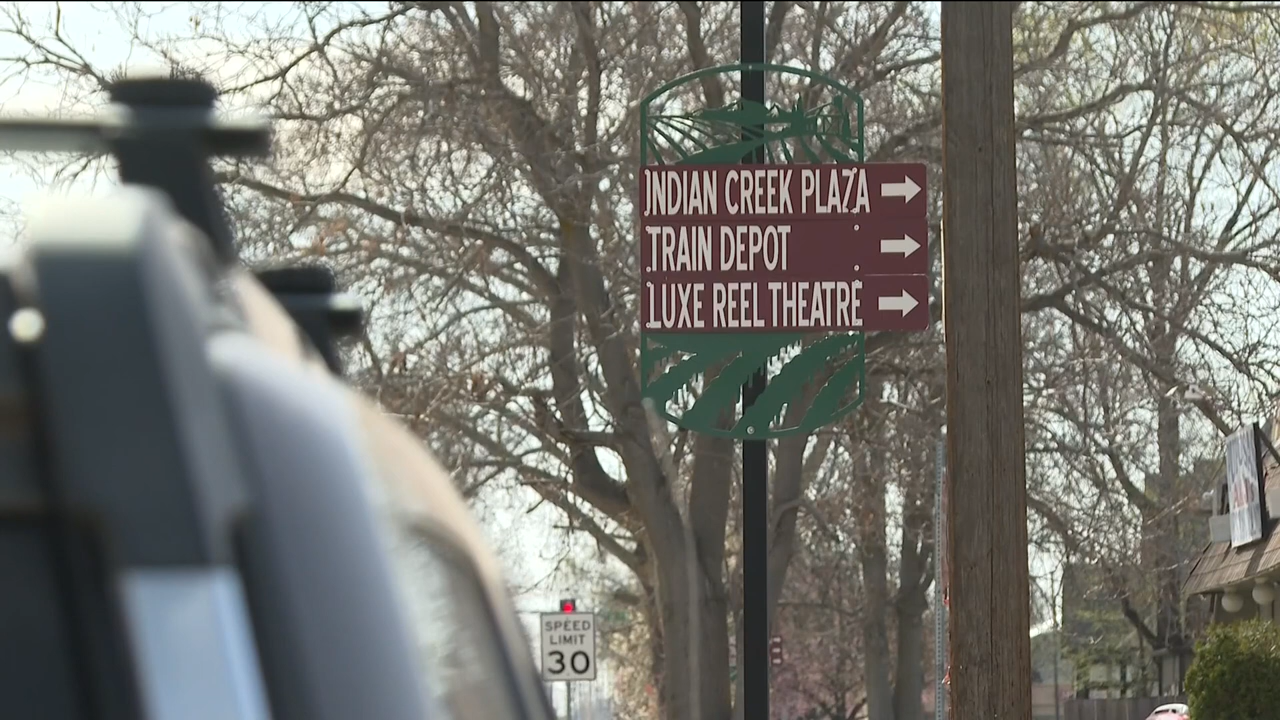 INDIAN CREEK PLAZA
TRAIN DEPOT
LUXE REEL THEATRE
SPEED
LIMIT
30